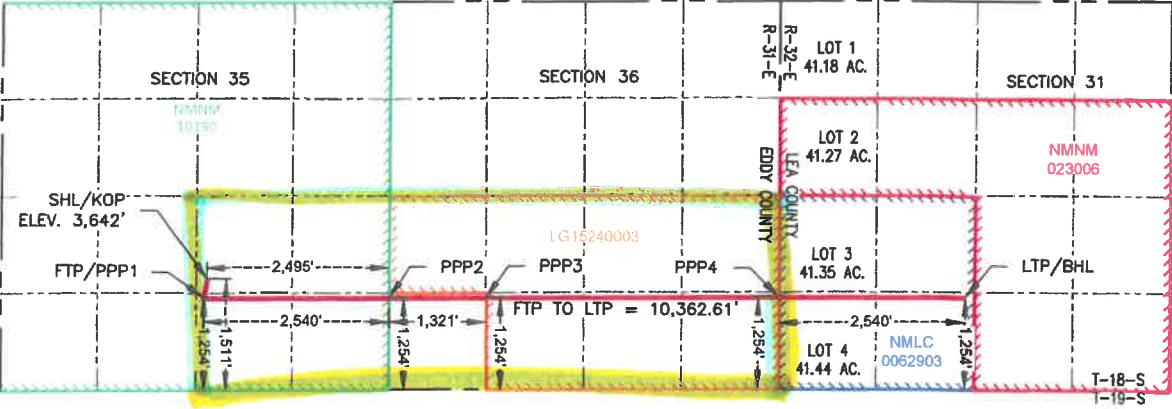 R-31-E
R-32-E
LOT 1
41.18 AC.
SECTION 35
SECTION 36
SECTION 31
NMNM
10190
LOT 2
41.27 AC.
NMNM
023006
EDDY COUNTY
LEA COUNTY
SHL/KOP
ELEV. 3,642'
LG15240003
LOT 3
41.35 AC.
FTP/PPP1
2,495'
PPP2
PPP3
PPP4
LTP/BHL
FTP TO LTP = 10,362.61'
2,540'
1,321'
2,540'
1,254'
1,511'
1,254'
1,254'
1,254'
1,254'
LOT 4
41.44 AC.
NMLC
0062903
T-18-S
T-19-S